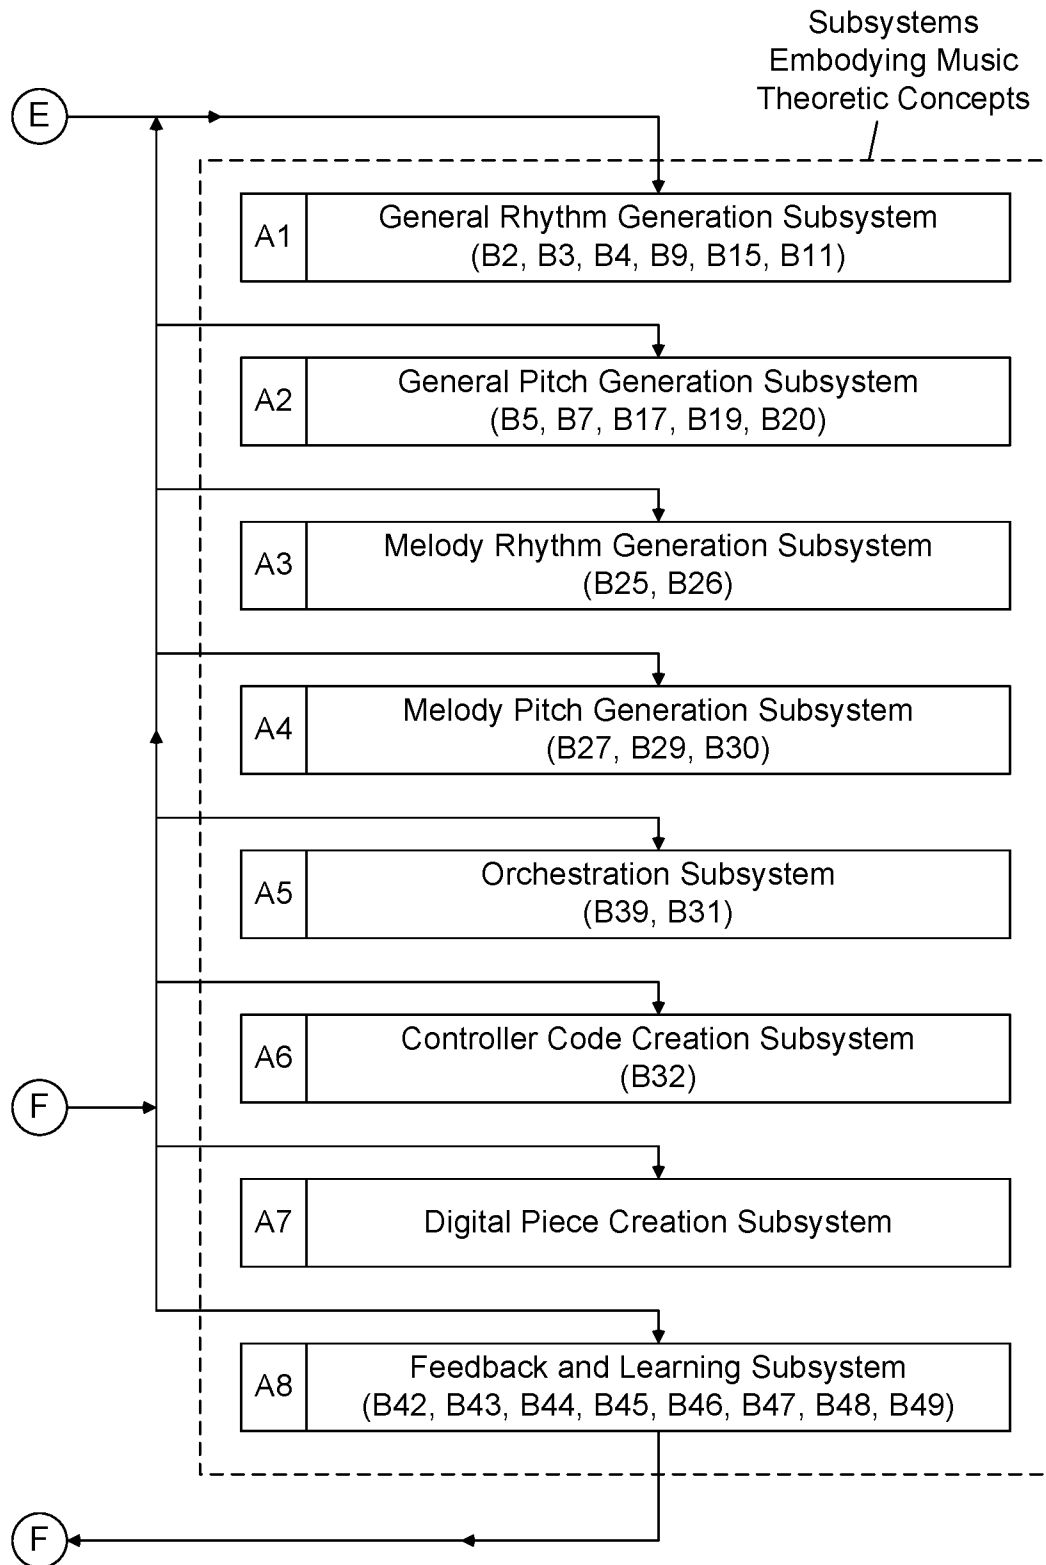 Subsystems
Embodying Music
Theoretic Concepts
E
A1
General Rhythm Generation Subsystem
(B2, B3, B4, B9, B15, B11)
A2
General Pitch Generation Subsystem
(B5, B7, B17, B19, B20)
A3
Melody Rhythm Generation Subsystem
(B25, B26)
A4
Melody Pitch Generation Subsystem
(B27, B29, B30)
A5
Orchestration Subsystem
(B39, B31)
A6
Controller Code Creation Subsystem
(B32)
F
A7
Digital Piece Creation Subsystem
A8
Feedback and Learning Subsystem
(B42, B43, B44, B45, B46, B47, B48, B49)
F